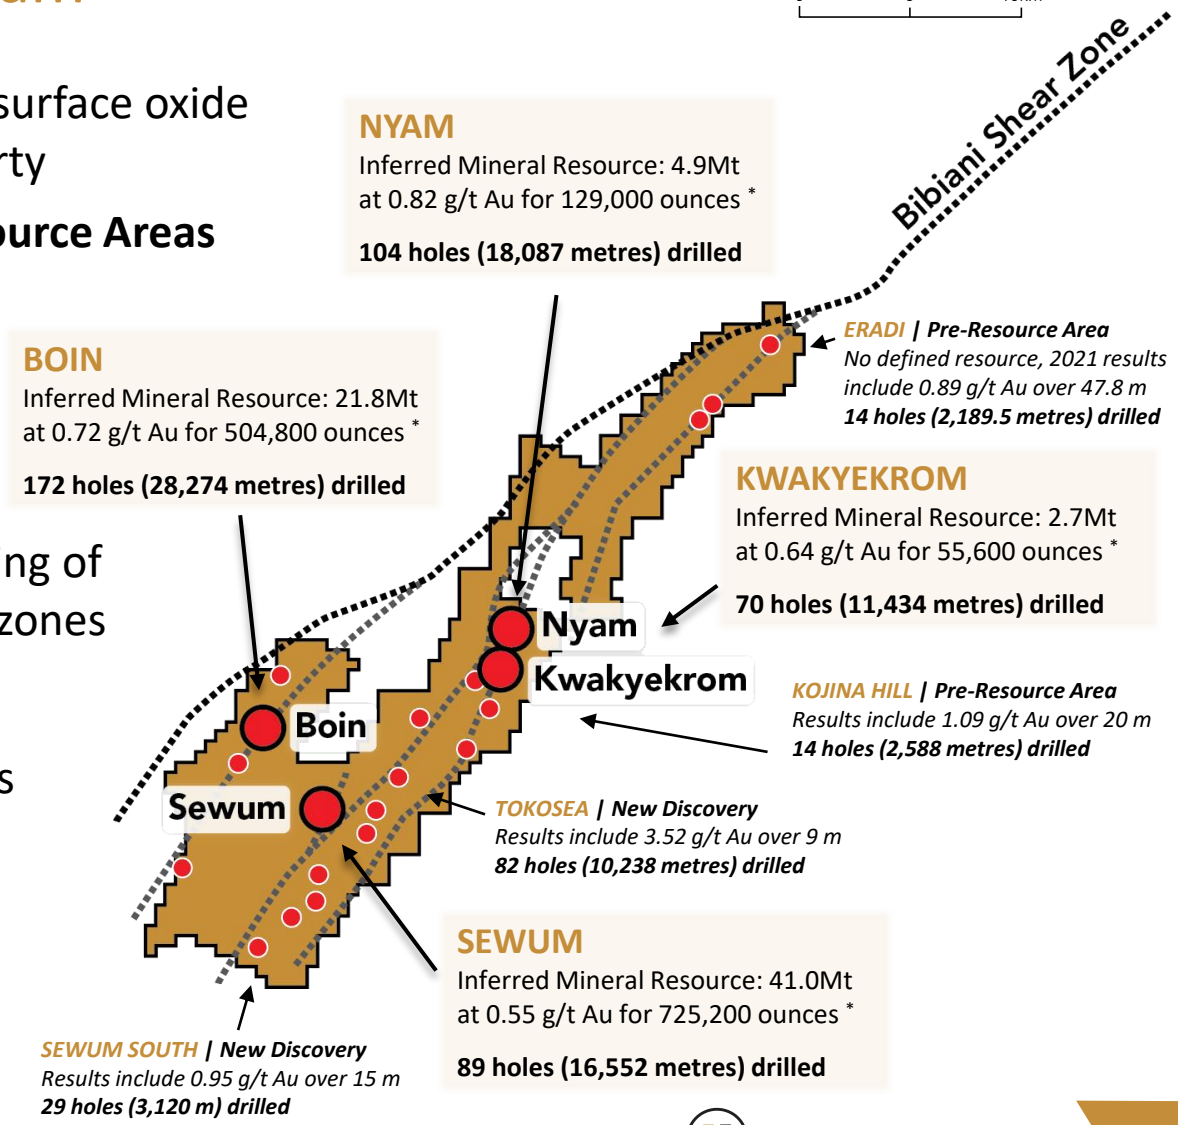 surface oxide
rty
ource Areas
ing of
zones
s
Bibiani Shear Zone
NYAM
Inferred Mineral Resource: 4.9Mt
at 0.82 g/t Au for 129,000 ounces *
104 holes (18,087 metres) drilled
BOIN
Inferred Mineral Resource: 21.8Mt
at 0.72 g/t Au for 504,800 ounces *
172 holes (28,274 metres) drilled
ERADI | Pre-Resource Area
No defined resource, 2021 results
include 0.89 g/t Au over 47.8 m
14 holes (2,189.5 metres) drilled
KWAKYEKROM
Inferred Mineral Resource: 2.7Mt
at 0.64 g/t Au for 55,600 ounces *
70 holes (11,434 metres) drilled
Nyam
Kwakyekrom
Boin
Sewum
KOJINA HILL | Pre-Resource Area
Results include 1.09 g/t Au over 20 m
14 holes (2,588 metres) drilled
TOKOSEA | New Discovery
Results include 3.52 g/t Au over 9 m
82 holes (10,238 metres) drilled
SEWUM
Inferred Mineral Resource: 41.0Mt
at 0.55 g/t Au for 725,200 ounces *
89 holes (16,552 metres) drilled
SEWUM SOUTH | New Discovery
Results include 0.95 g/t Au over 15 m
29 holes (3,120 m) drilled